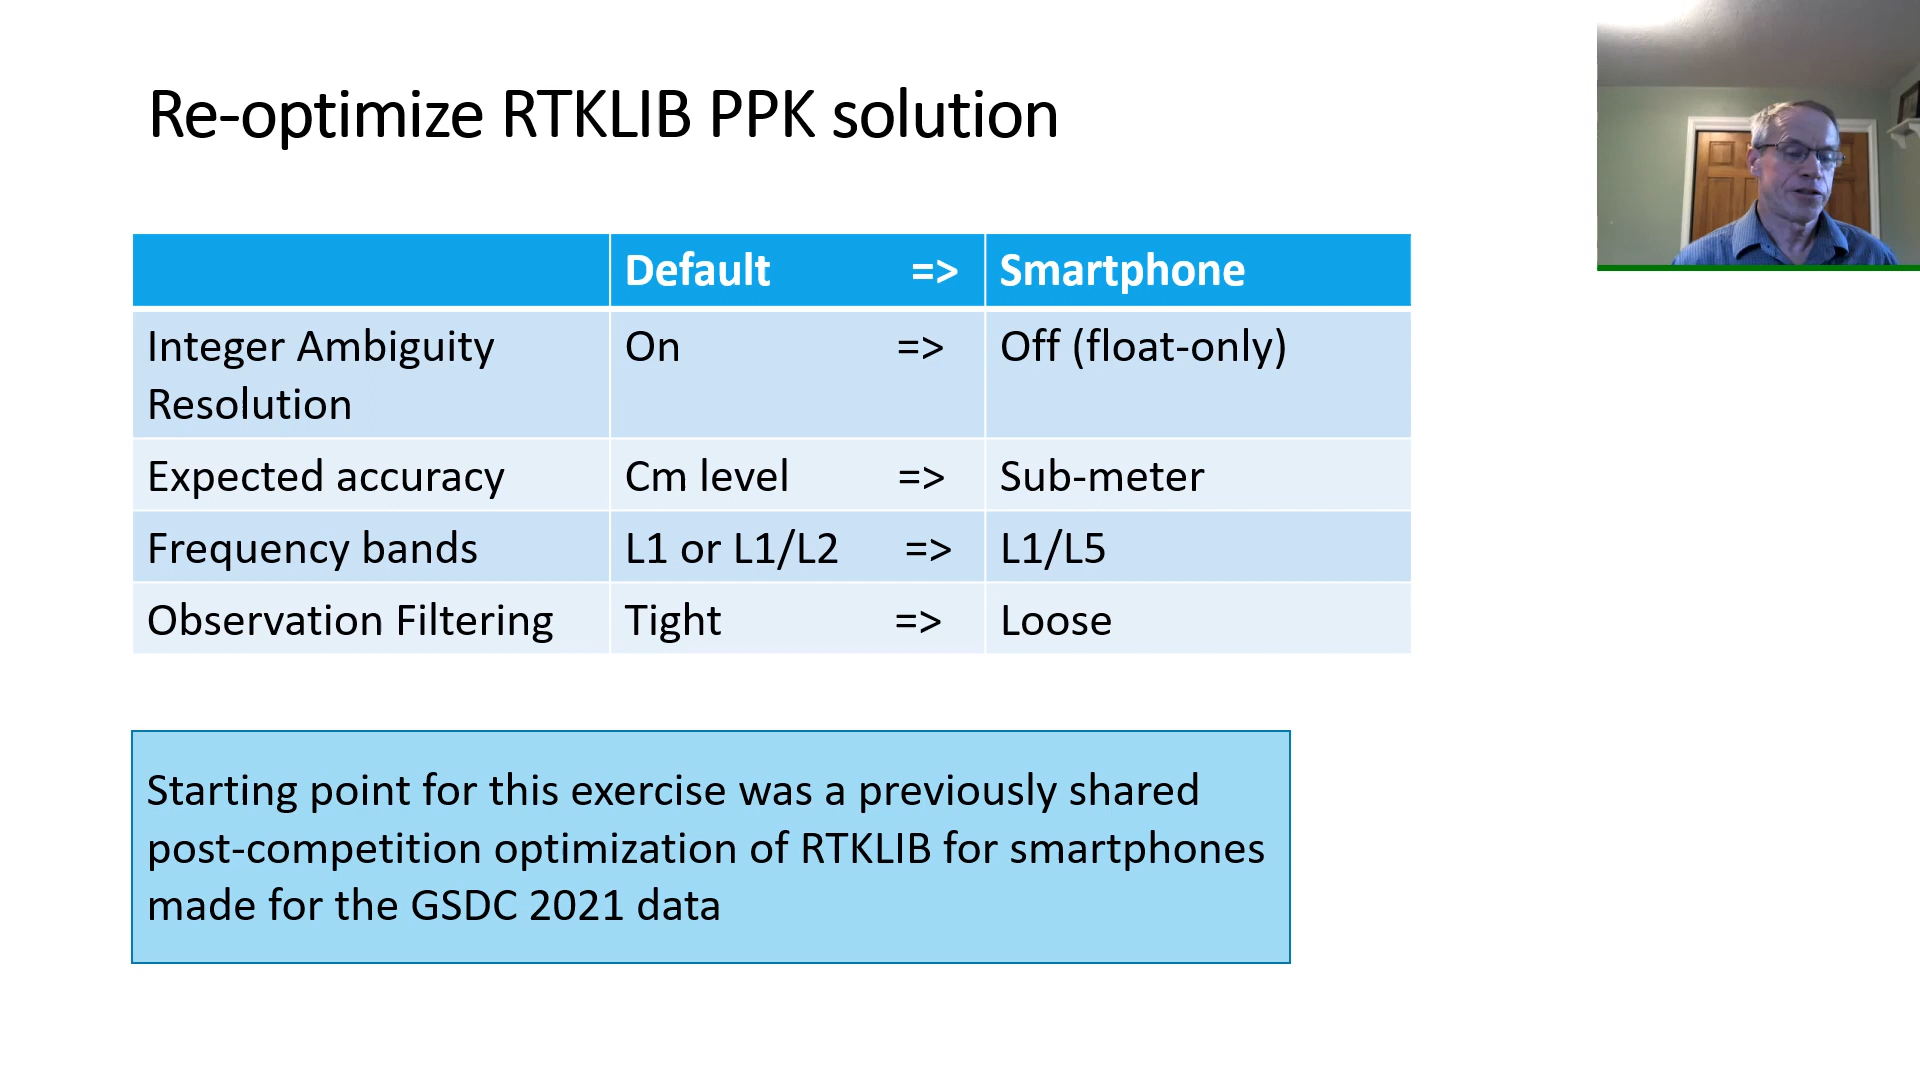 Re-optimize RTKLIB PPK solution
Default => Smartphone
Integer Ambiguity Resolution On => Off (float-only)
Expected accuracy Cm level => Sub-meter
Frequency bands L1 or L1/L2 => L1/L5
Observation Filtering Tight => Loose
Starting point for this exercise was a previously shared
post-competition optimization of RTKLIB for smartphones
made for the GSDC 2021 data